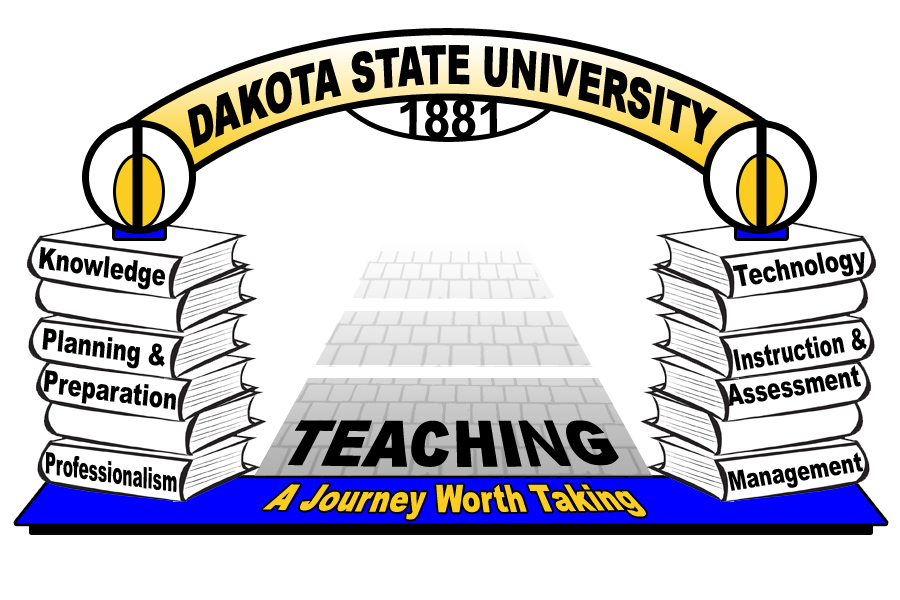 DAKOTA STATE UNIVERSITY
1881
Knowledge
Planning &
Preparation
Professionalism
Technology
Instruction &
Assessment
Management
TEACHING
A Journey Worth Taking